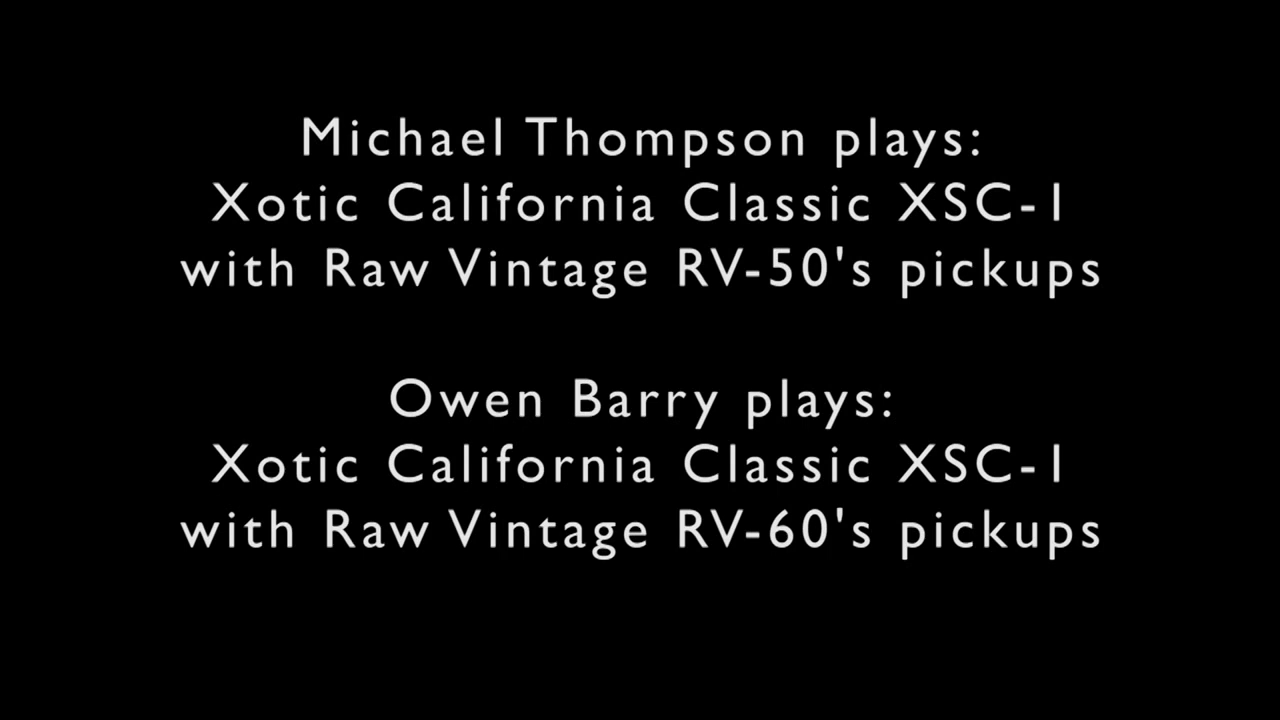 Michael Thompson plays:
Xotic California Classic XSC-1
with Raw Vintage RV-50's pickups
Owen Barry plays:
Xotic California Classic XSC-1
with Raw Vintage RV-60's pickups